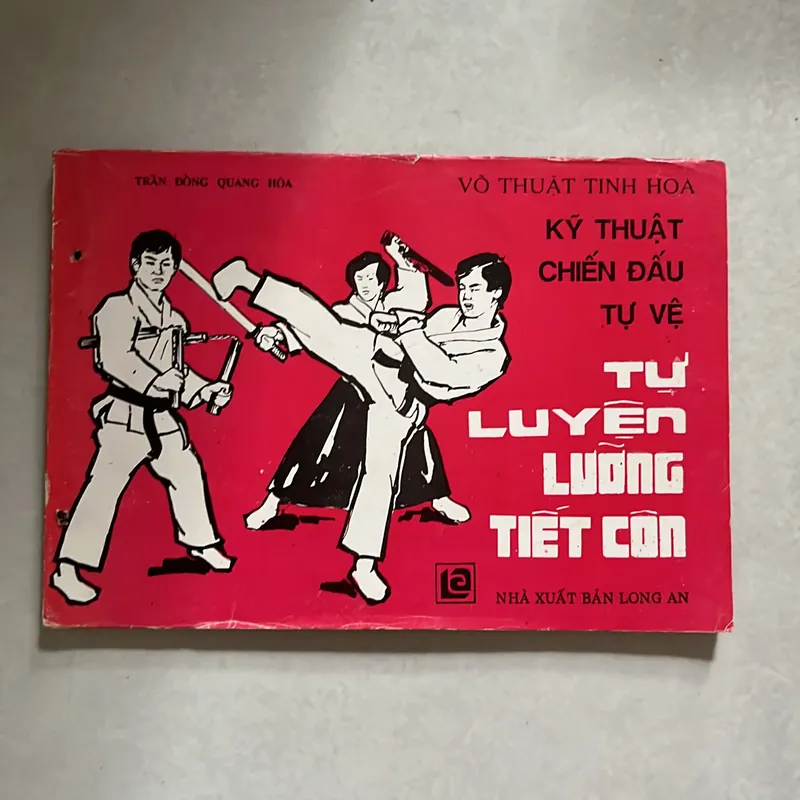 TRẦN ĐỒNG QUANG HÓA
VÕ THUẬT TINH HOA
KỸ THUẬT
CHIẾN ĐẤU
TỰ VỆ
TỰ
LUYỆN
LƯỠNG
TIẾT CÔN
NHÀ XUẤT BẢN LONG AN